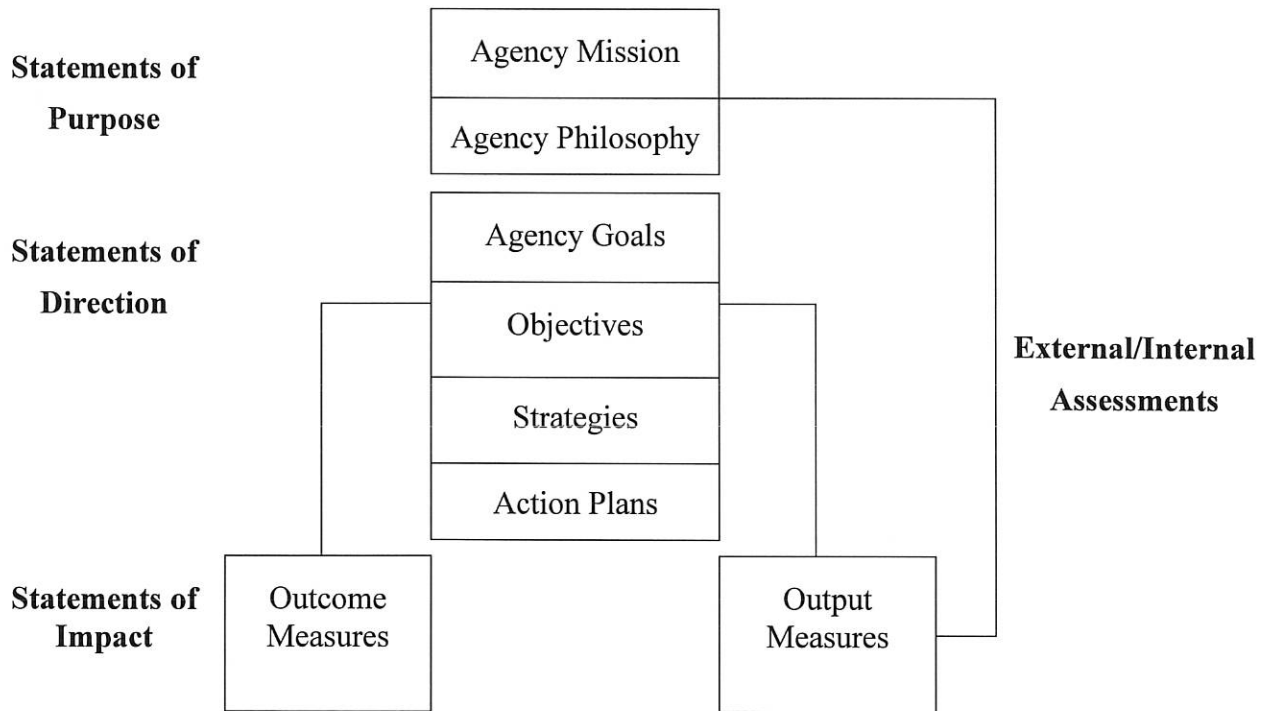 Agency Mission
Statements of
Purpose
Agency Philosophy
Agency Goals
Statements of
Direction
Objectives
External/Internal
Assessments
Strategies
Action Plans
Statements of
Impact
Outcome
Measures
Output
Measures